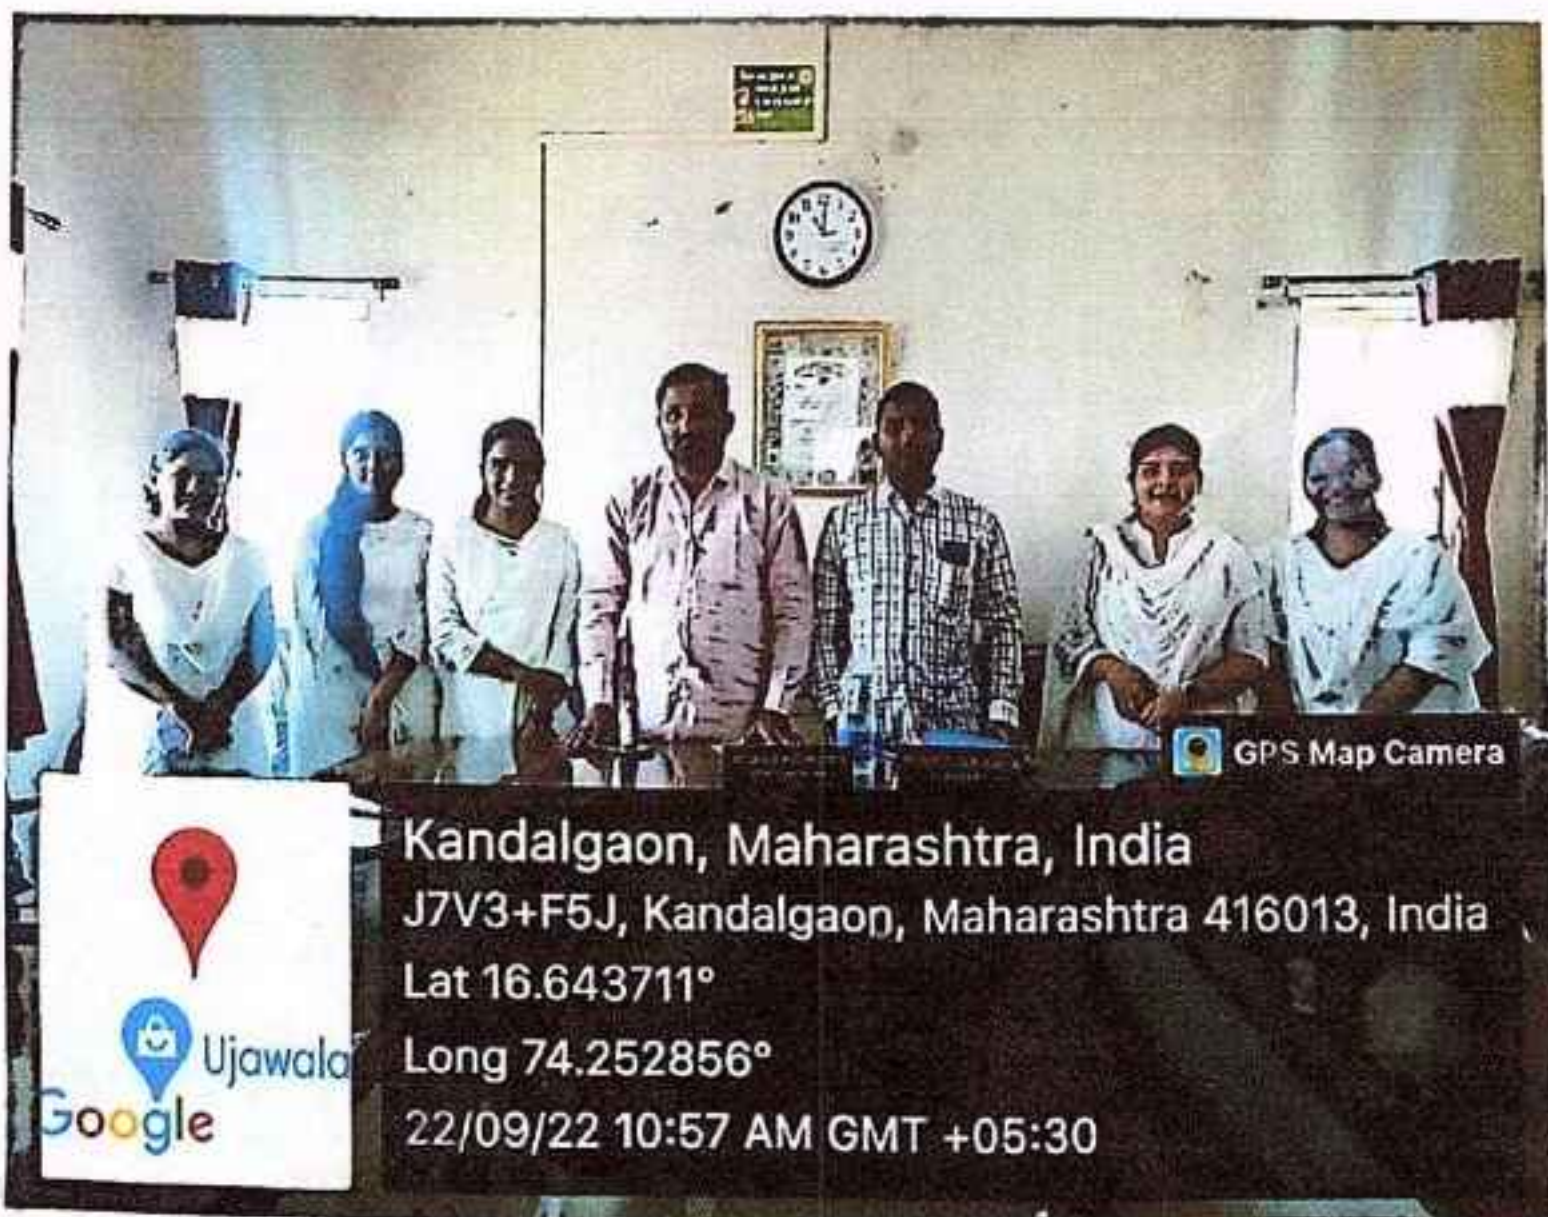 GPS Map Camera
Kandalgaon, Maharashtra, India
J7V3+F5J, Kandalgaon, Maharashtra 416013, India
Lat 16.643711°
Long 74.252856°
22/09/22 10:57 AM GMT +05:30
Ujawala
Google